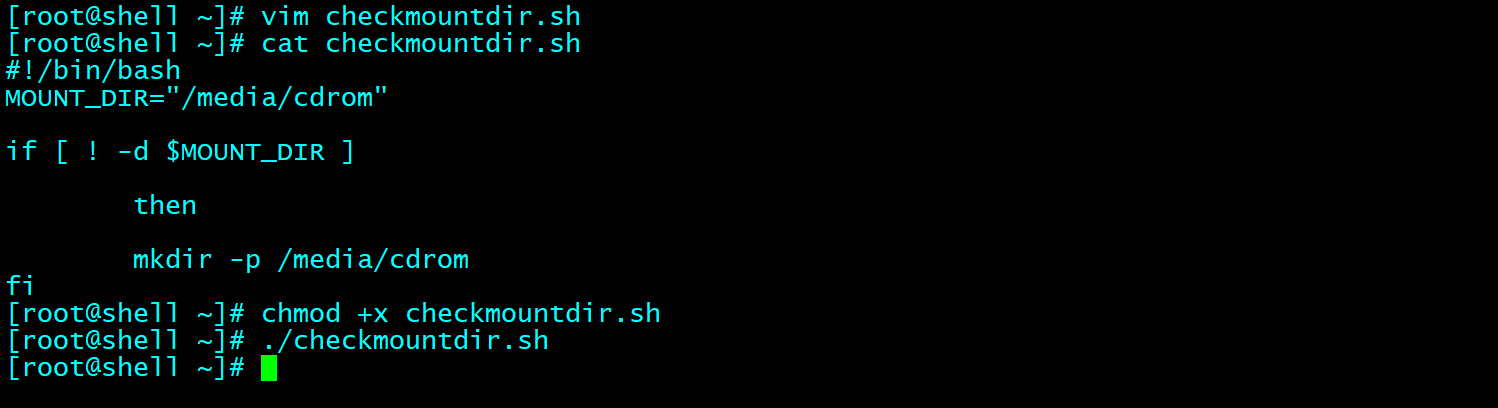 [root@shell ~]# vim checkmountdir.sh
[root@shell ~]# cat checkmountdir.sh
#!/bin/bash
MOUNT_DIR="/media/cdrom"
if [ ! -d $MOUNT_DIR ]
then
mkdir -p /media/cdrom
fi
[root@shell ~]# chmod +x checkmountdir.sh
[root@shell ~]# ./checkmountdir.sh
[root@shell ~]#